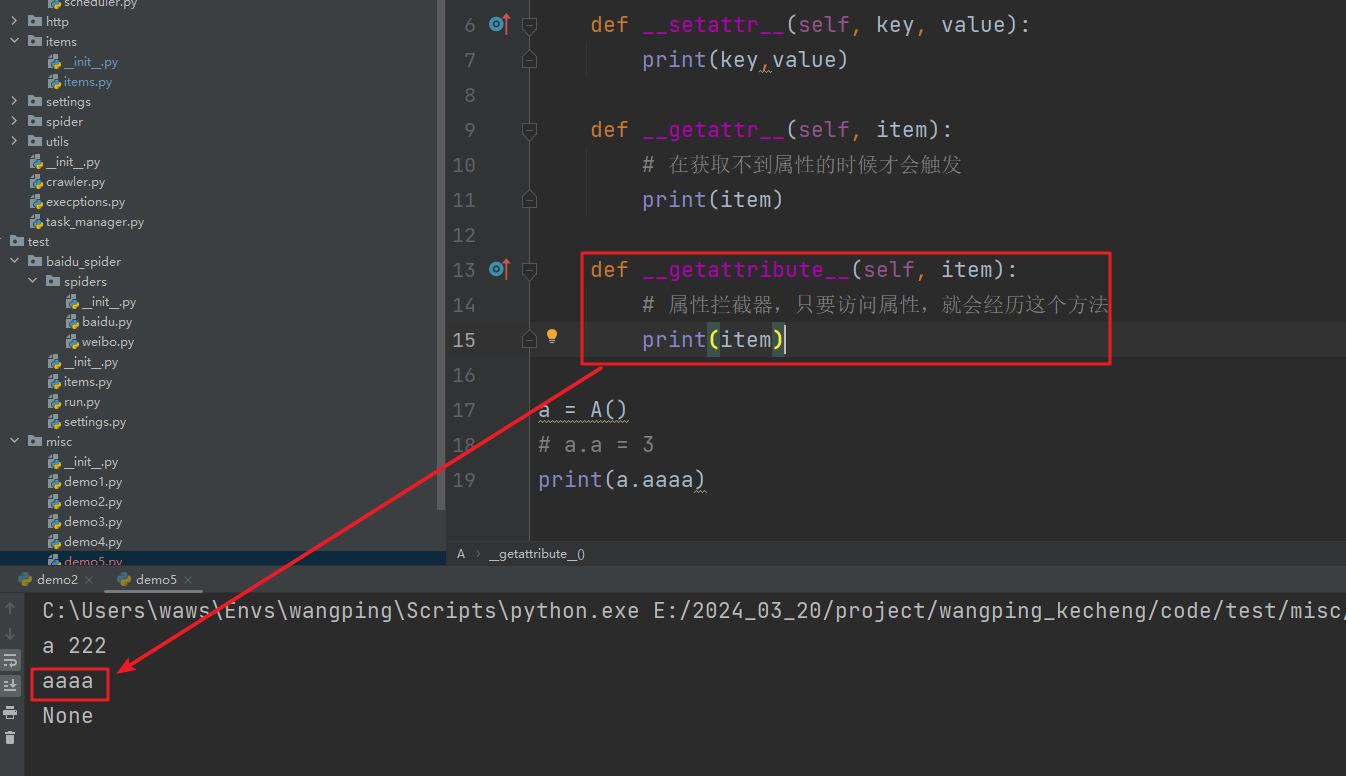 scheduler.py
http
items
__init__.py
items.py
settings
spider
utils
__init__.py
crawler.py
execptions.py
task_manager.py
test
baidu_spider
spiders
__init__.py
baidu.py
weibo.py
__init__.py
items.py
run.py
settings.py
misc
__init__.py
demo1.py
demo2.py
demo3.py
demo4.py
demo5.py
6 def __setattr__(self, key, value):
7 print(key,value)
8
9 def __getattr__(self, item):
10 # 在获取不到属性的时候才会触发
11 print(item)
12
13 def __getattribute__(self, item):
14 # 属性拦截器，只要访问属性，就会经历这个方法
15 print(item)
16
17 a = A()
18 # a.a = 3
19 print(a.aaaa)
A › __getattribute__()
demo2 × demo5 ×
C:\Users\waws\Envs\wangping\Scripts\python.exe E:/2024_03_20/project/wangping_kecheng/code/test/misc/
a 222
aaaa
None